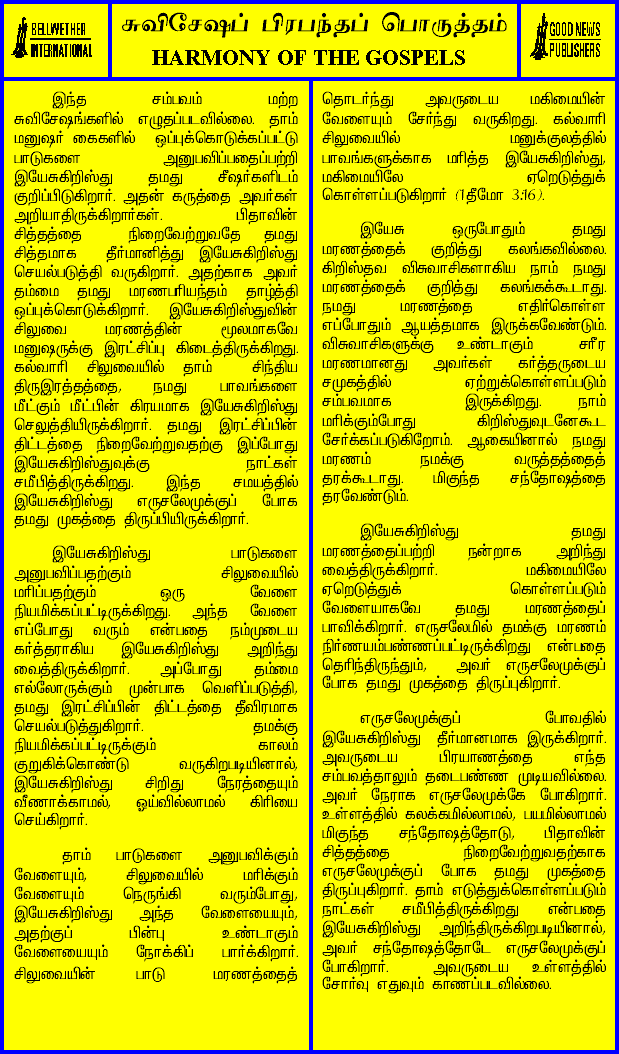 BELLWETHER
INTERNATIONAL
சுவிசேஷப் பிரபந்தப் பொருத்தம்
HARMONY OF THE GOSPELS
GOOD NEWS
PUBLISHERS
இந்த சம்பவம் மற்ற
சுவிசேஷங்களில் எழுதப்படவில்லை. தாம்
மனுஷர் கைகளில் ஒப்புக்கொடுக்கப்பட்டு
பாடுகளை அனுபவிப்பதைப்பற்றி
இயேசுகிறிஸ்து தமது சீஷர்களிடம்
குறிப்பிடுகிறார். அதன் கருத்தை அவர்கள்
அறியாதிருக்கிறார்கள். பிதாவின்
சித்தத்தை நிறைவேற்றுவதே தமது
சித்தமாக தீர்மானித்து இயேசுகிறிஸ்து
செயல்படுத்தி வருகிறார். அதற்காக அவர்
தம்மை தமது மரணபரியந்தம் தாழ்த்தி
ஒப்புக்கொடுக்கிறார். இயேசுகிறிஸ்துவின்
சிலுவை மரணத்தின் மூலமாகவே
மனுஷருக்கு இரட்சிப்பு கிடைத்திருக்கிறது.
கல்வாரி சிலுவையில் தாம் சிந்திய
திருஇரத்தத்தை, நமது பாவங்களை
மீட்கும் மீட்பின் கிரயமாக இயேசுகிறிஸ்து
செலுத்தியிருக்கிறார். தமது இரட்சிப்பின்
திட்டத்தை நிறைவேற்றுவதற்கு இப்போது
இயேசுகிறிஸ்துவுக்கு நாட்கள்
சமீபித்திருக்கிறது. இந்த சமயத்தில்
இயேசுகிறிஸ்து எருசலேமுக்குப் போக
தமது முகத்தை திருப்பியிருக்கிறார்.
இயேசுகிறிஸ்து பாடுகளை
அனுபவிப்பதற்கும் சிலுவையில்
மரிப்பதற்கும் ஒரு வேளை
நியமிக்கப்பட்டிருக்கிறது. அந்த வேளை
எப்போது வரும் என்பதை நம்முடைய
கர்த்தராகிய இயேசுகிறிஸ்து அறிந்து
வைத்திருக்கிறார். அப்போது தம்மை
எல்லோருக்கும் முன்பாக வெளிப்படுத்தி,
தமது இரட்சிப்பின் திட்டத்தை தீவிரமாக
செயல்படுத்துகிறார். தமக்கு
நியமிக்கப்பட்டிருக்கும் காலம்
குறுகிக்கொண்டு வருகிறபடியினால்,
இயேசுகிறிஸ்து சிறிது நேரத்தையும்
வீணாக்காமல், ஓய்வில்லாமல் கிரியை
செய்கிறார்.
தாம் பாடுகளை அனுபவிக்கும்
வேளையும், சிலுவையில் மரிக்கும்
வேளையும் நெருங்கி வரும்போது,
இயேசுகிறிஸ்து அந்த வேளையையும்,
அதற்குப் பின்பு உண்டாகும்
வேளையையும் நோக்கிப் பார்க்கிறார்.
சிலுவையின் பாடு மரணத்தைத்
தொடர்ந்து அவருடைய மகிமையின்
வேளையும் சேர்ந்து வருகிறது. கல்வாரி
சிலுவையில் மனுக்குலத்தில்
பாவங்களுக்காக மரித்த இயேசுகிறிஸ்து,
மகிமையிலே ஏறெடுத்துக்
கொள்ளப்படுகிறார் (1தீமோ 3:16).
இயேசு ஒருபோதும் தமது
மரணத்தைக் குறித்து கலங்கவில்லை.
கிறிஸ்தவ விசுவாசிகளாகிய நாம் நமது
மரணத்தைக் குறித்து கலங்கக்கூடாது.
நமது மரணத்தை எதிர்கொள்ள
எப்போதும் ஆயத்தமாக இருக்கவேண்டும்.
விசுவாசிகளுக்கு உண்டாகும் சரீர
மரணமானது அவர்கள் கர்த்தருடைய
சமுகத்தில் ஏற்றுக்கொள்ளப்படும்
சம்பவமாக இருக்கிறது. நாம்
மரிக்கும்போது கிறிஸ்துவுடனேகூட
சேர்க்கப்படுகிறோம். ஆகையினால் நமது
மரணம் நமக்கு வருத்தத்தைத்
தரக்கூடாது. மிகுந்த சந்தோஷத்தை
தரவேண்டும்.
இயேசுகிறிஸ்து தமது
மரணத்தைப்பற்றி நன்றாக அறிந்து
வைத்திருக்கிறார். மகிமையிலே
ஏறெடுத்துக் கொள்ளப்படும்
வேளையாகவே தமது மரணத்தைப்
பாவிக்கிறார். எருசலேமில் தமக்கு மரணம்
நிர்ணயம்பண்ணப்பட்டிருக்கிறது என்பதை
தெரிந்திருந்தும், அவர் எருசலேமுக்குப்
போக தமது முகத்தை திருப்புகிறார்.
எருசலேமுக்குப் போவதில்
இயேசுகிறிஸ்து தீர்மானமாக இருக்கிறார்.
அவருடைய பிரயாணத்தை எந்த
சம்பவத்தாலும் தடைபண்ண முடியவில்லை.
அவர் நேராக எருசலேமுக்கே போகிறார்.
உள்ளத்தில் கலக்கமில்லாமல், பயமில்லாமல்
மிகுந்த சந்தோஷத்தோடு, பிதாவின்
சித்தத்தை நிறைவேற்றுவதற்காக
எருசலேமுக்குப் போக தமது முகத்தை
திருப்புகிறார். தாம் எடுத்துக்கொள்ளப்படும்
நாட்கள் சமீபித்திருக்கிறது என்பதை
இயேசுகிறிஸ்து அறிந்திருக்கிறபடியினால்,
அவர் சந்தோஷத்தோடே எருசலேமுக்குப்
போகிறார். அவருடைய உள்ளத்தில்
சோர்வு எதுவும் காணப்படவில்லை.